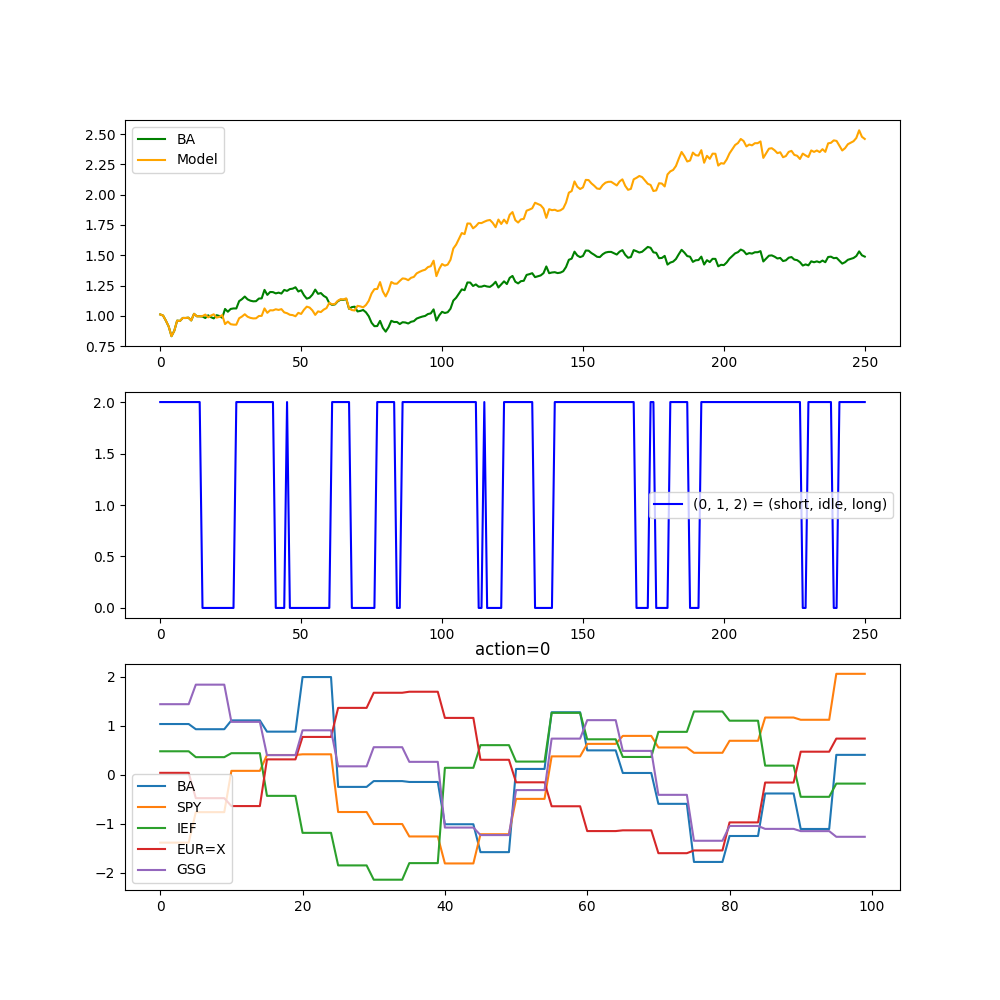 2.50
2.25
2.00
1.75
1.50
1.25
1.00
0.75
BA
Model
0 50 100 150 200 250
2.0
1.5
1.0
0.5
0.0
(0, 1, 2) = (short, idle, long)
0 50 100 150 200 250
action=0
2
1
0
−1
−2
BA
SPY
IEF
EUR=X
GSG
0 20 40 60 80 100